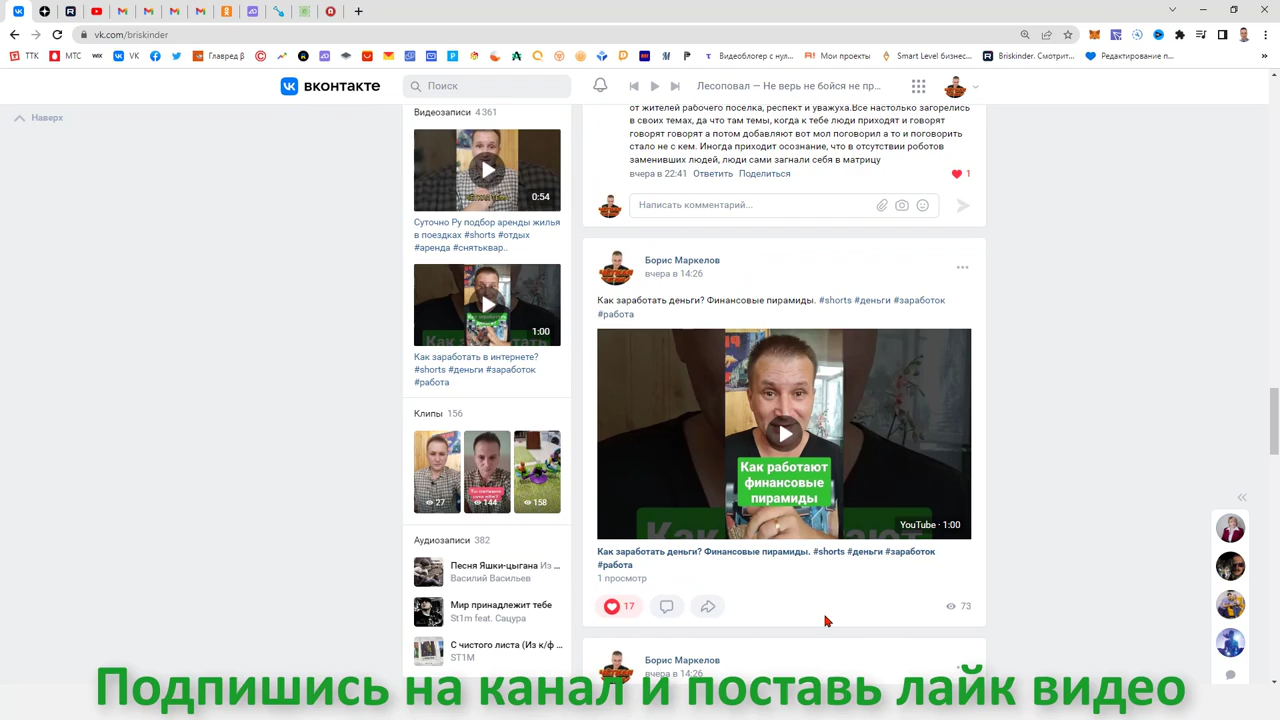 vk.com/briskinder
ТТК
МТС
VK
Главред β
Видеоблогер с нул...
Мои проекты
Smart Level бизнес...
Briskinder. Смотрит...
Редактирование п...
вконтакте
Поиск
Лесоповал — Не верь не бойся не пр...
Наверх
Видеозаписи 4 361
0:54
Суточно Ру подбор аренды жилья
в поездках #shorts #отдых
#аренда #снятьквар..
1:00
Как заработать в интернете?
#shorts #деньги #заработок
#работа
Клипы 156
27
144
158
Аудиозаписи 382
Песня Яшки-цыгана Из ...
Василий Васильев
Мир принадлежит тебе
St1m feat. Сацура
С чистого листа (Из к/ф ...
ST1M
от жителей рабочего поселка, респект и уважуха.Все настолько загорелись
в своих темах, да что там темы, когда к тебе люди приходят и говорят
говорят говорят а потом добавляют вот мол поговорил а то и поговорить
стало не с кем. Иногда приходит осознание, что в отсутствии роботов
заменивших людей, люди сами загнали себя в матрицу
вчера в 22:41 Ответить Поделиться
1
Написать комментарий...
Борис Маркелов
вчера в 14:26
Как заработать деньги? Финансовые пирамиды. #shorts #деньги #заработок
#работа
Как работают
финансовые
пирамиды
YouTube · 1:00
Как заработать деньги? Финансовые пирамиды. #shorts #деньги #заработок
#работа
1 просмотр
17
73
Борис Маркелов
вчера в 14:26
Подпишись на канал и поставь лайк видео